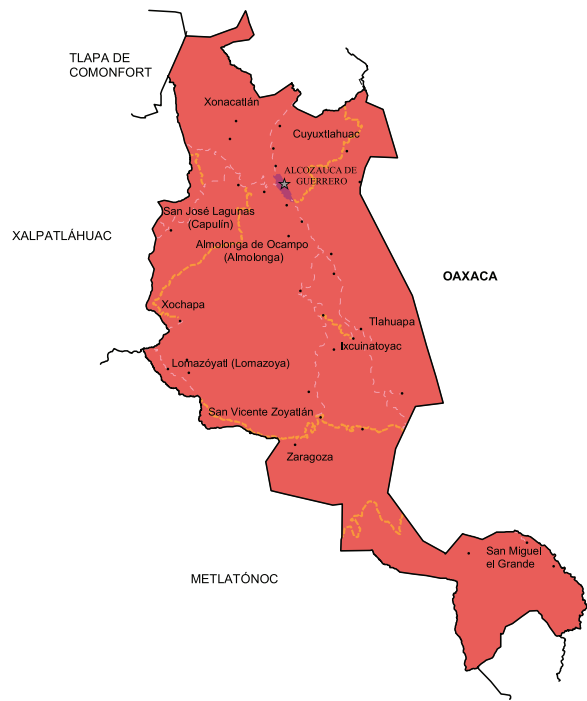 TLAPA DE
COMONFORT
Xonacatlán
Cuyuxtlahuac
ALCOZAUCA DE
GUERRERO
San José Lagunas
(Capulín)
XALPATLÁHUAC
Almolonga de Ocampo
(Almolonga)
OAXACA
Xochapa
Tlahuapa
Ixcuinatoyac
Lomazóyatl (Lomazoya)
San Vicente Zoyatlán
Zaragoza
San Miguel
el Grande
METLATÓNOC